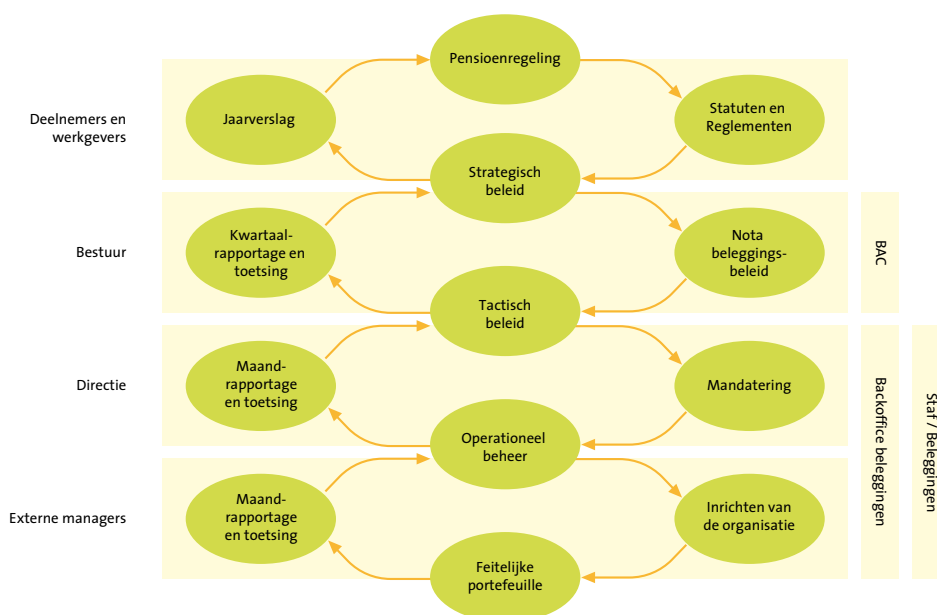 Pensioenregeling
Deelnemers en
werkgevers
Jaarverslag
Statuten en
Reglementen
Strategisch
beleid
Bestuur
Kwartaal-
rapportage en
toetsing
Nota
beleggings-
beleid
BAC
Tactisch
beleid
Directie
Maand-
rapportage
en toetsing
Mandatering
Backoffice beleggingen
Staf / Beleggingen
Operationeel
beheer
Externe managers
Maand-
rapportage
en toetsing
Inrichten van
de organisatie
Feitelijke
portefeuille